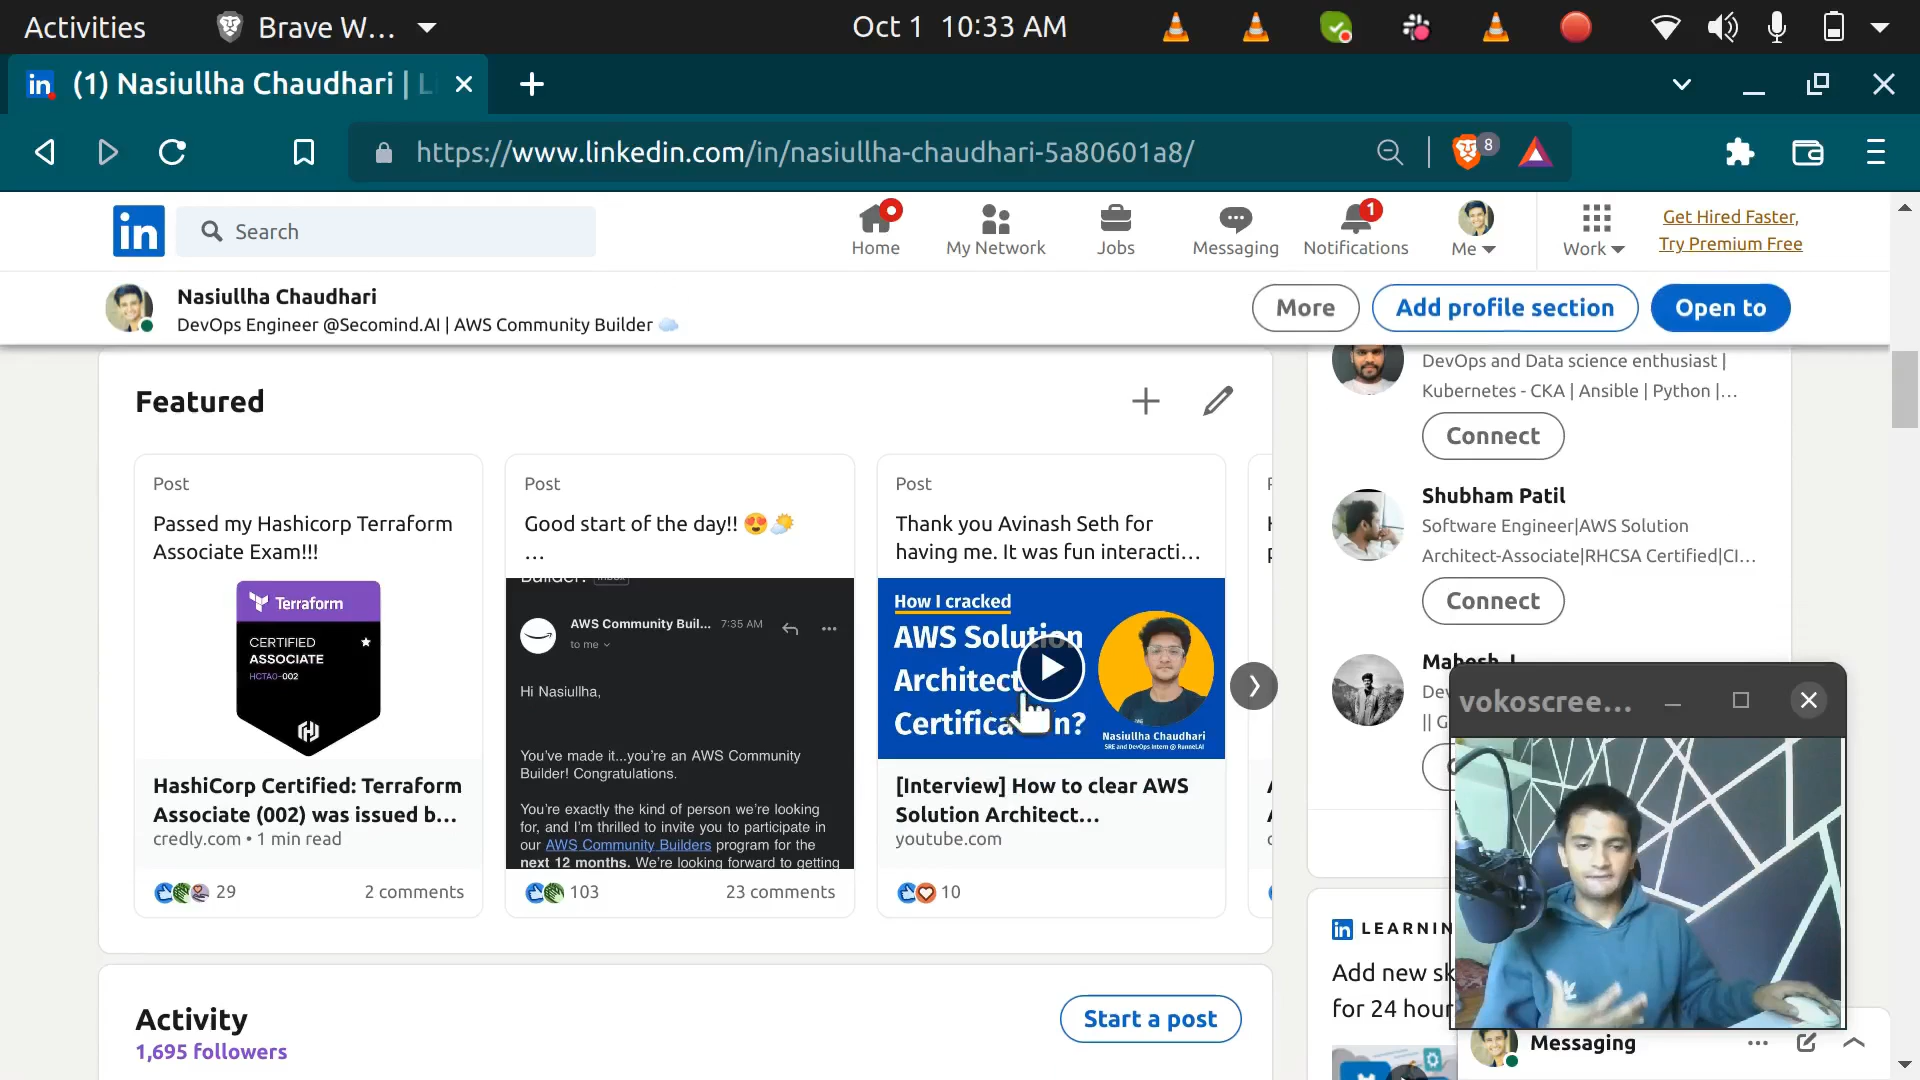 Activities
Brave W...
Oct 1 10:33 AM
(1) Nasiullha Chaudhari | L
https://www.linkedin.com/in/nasiullha-chaudhari-5a80601a8/
8
in
Search
Home
My Network
Jobs
Messaging
1
Notifications
Me
Work
Get Hired Faster,
Try Premium Free
Nasiullha Chaudhari
DevOps Engineer @Secomind.AI | AWS Community Builder ☁️
More
Add profile section
Open to
Featured
Post
Passed my Hashicorp Terraform
Associate Exam!!!
Terraform
CERTIFIED
ASSOCIATE
HCTA0-002
HashiCorp Certified: Terraform
Associate (002) was issued b...
credly.com • 1 min read
29
2 comments
Post
Good start of the day!! 😍🌤️
...
AWS Community Buil... 7:35 AM
to me
Hi Nasiullha,
You've made it...you're an AWS Community
Builder! Congratulations.
You're exactly the kind of person we're looking
for, and I'm thrilled to invite you to participate in
our AWS Community Builders program for the
next 12 months. We're looking forward to getting
103
23 comments
Post
Thank you Avinash Seth for
having me. It was fun interacti...
How I cracked
AWS Solution
Architect
Certification?
Nasiullha Chaudhari
SRE and DevOps Intern @ RunnelAI
[Interview] How to clear AWS
Solution Architect...
youtube.com
10
DevOps and Data science enthusiast |
Kubernetes - CKA | Ansible | Python |...
Connect
Shubham Patil
Software Engineer|AWS Solution
Architect-Associate|RHCSA Certified|CI...
Connect
Mahesh
|| G
vokoscree...
in LEARNIN
Add new sk
for 24 hour
Activity
1,695 followers
Start a post
Messaging